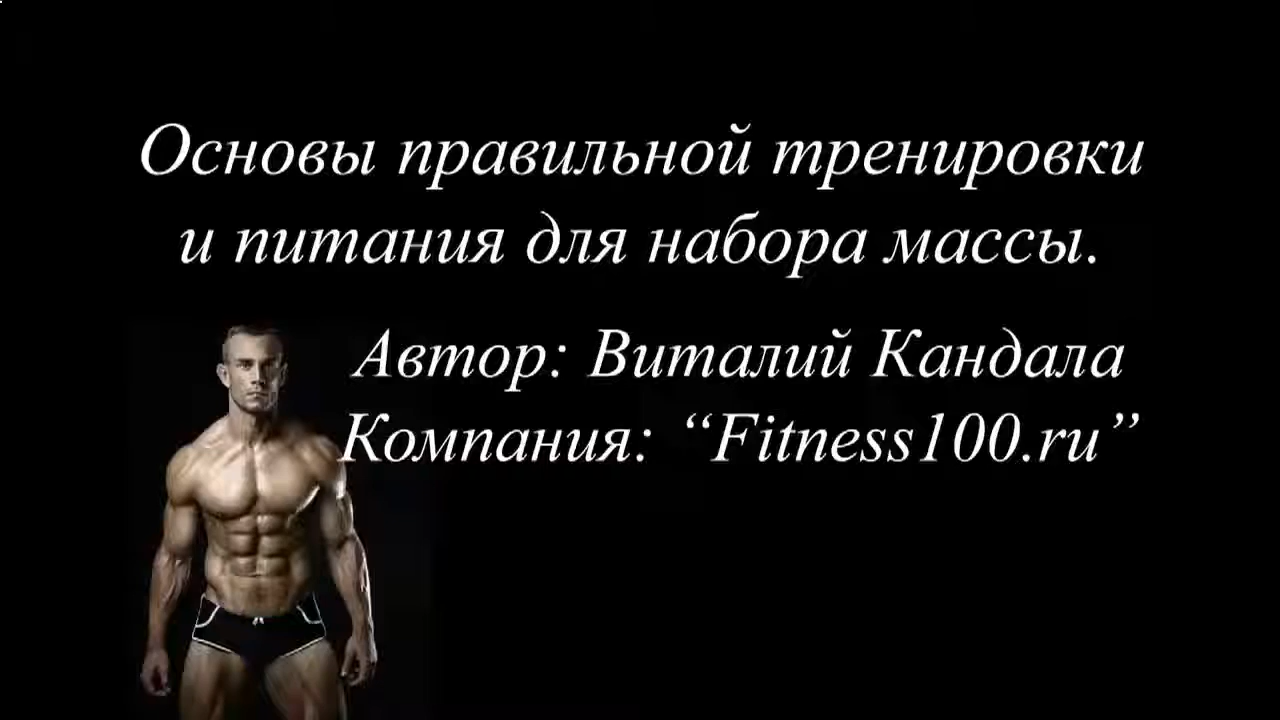 Основы правильной тренировки
и питания для набора массы.
Автор: Виталий Кандала
Компания: “Fitness100.ru”